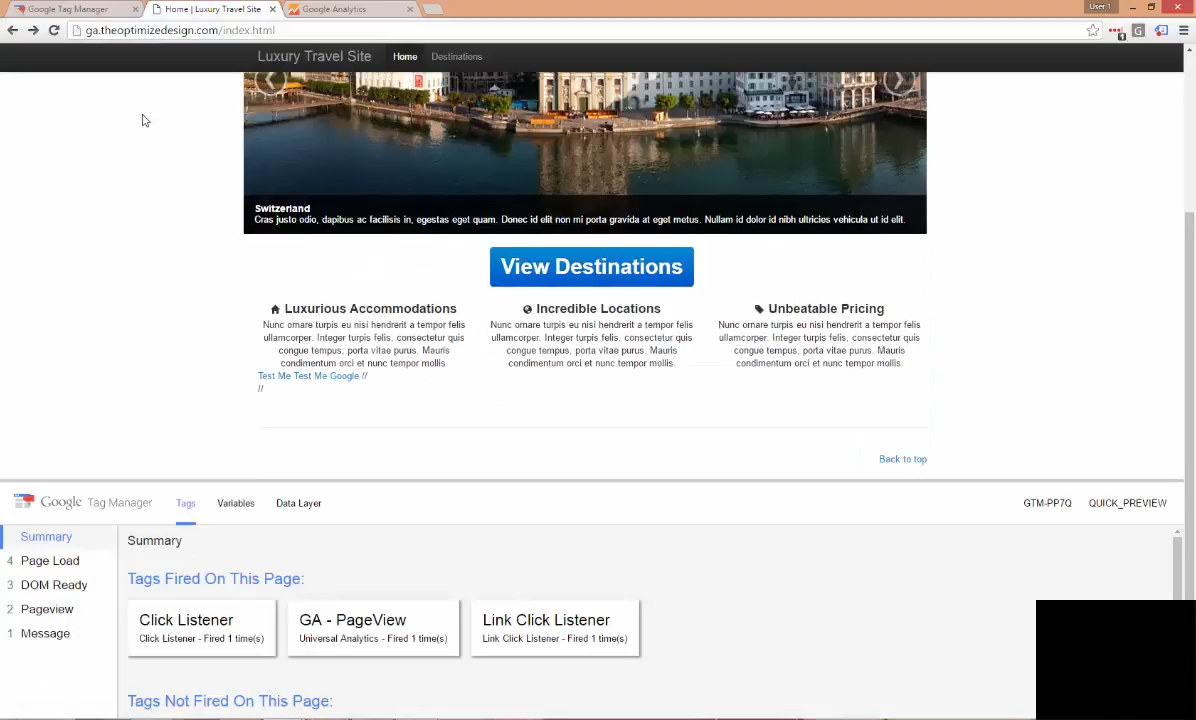 Google Tag Manager
Home | Luxury Travel Site
Google Analytics
User 1
ga.theoptimizedesign.com/index.html
1
G
Luxury Travel Site
Home
Destinations
Switzerland
Cras justo odio, dapibus ac facilisis in, egestas eget quam. Donec id elit non mi porta gravida at eget metus. Nullam id dolor id nibh ultricies vehicula ut id elit.
View Destinations
Luxurious Accommodations
Nunc ornare turpis eu nisi hendrerit a tempor felis
ullamcorper. Integer turpis felis, consectetur quis
congue tempus, porta vitae purus. Mauris
condimentum orci et nunc tempor mollis.
Incredible Locations
Nunc ornare turpis eu nisi hendrerit a tempor felis
ullamcorper. Integer turpis felis, consectetur quis
congue tempus, porta vitae purus. Mauris
condimentum orci et nunc tempor mollis.
Unbeatable Pricing
Nunc ornare turpis eu nisi hendrerit a tempor felis
ullamcorper. Integer turpis felis, consectetur quis
congue tempus, porta vitae purus. Mauris
condimentum orci et nunc tempor mollis.
Test Me Test Me Google //
//
Back to top
Google Tag Manager
Tags
Variables
Data Layer
GTM-PP7Q
QUICK_PREVIEW
Summary
4 Page Load
3 DOM Ready
2 Pageview
1 Message
Summary
Tags Fired On This Page:
Click Listener
Click Listener - Fired 1 time(s)
GA - PageView
Universal Analytics - Fired 1 time(s)
Link Click Listener
Link Click Listener - Fired 1 time(s)
Tags Not Fired On This Page: